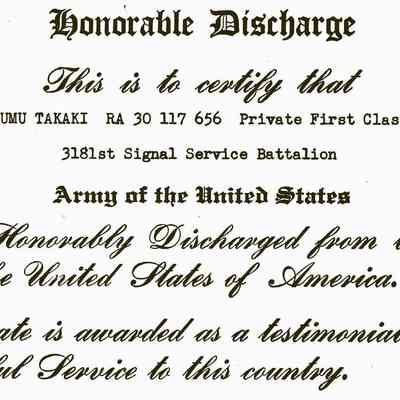 Honorable Discharge
This is to certify that
UMU TAKAKI RA 30 117 656 Private First Clas
3181st Signal Service Battalion
Army of the United States
Honorably Discharged from
e United States of America.
ate is awarded as a testimonia
ul Service to this country.